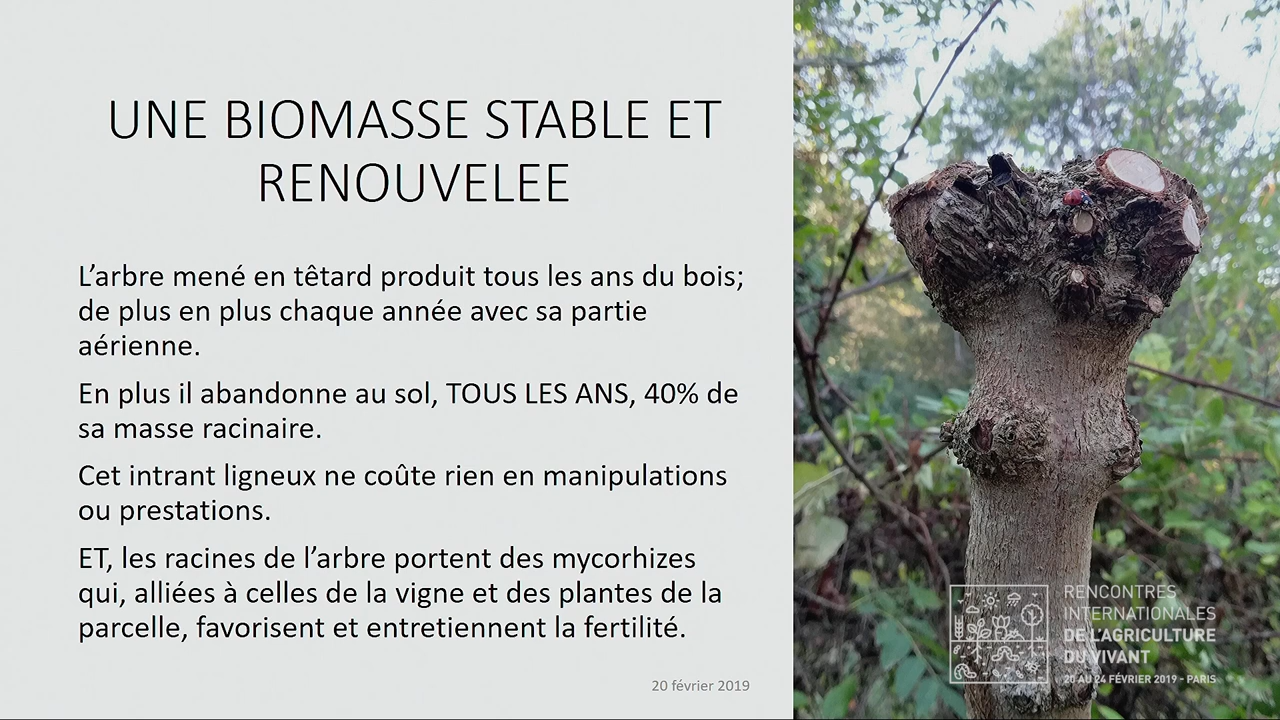 UNE BIOMASSE STABLE ET
RENOUVELEE
L’arbre mené en têtard produit tous les ans du bois;
de plus en plus chaque année avec sa partie
aérienne.
En plus il abandonne au sol, TOUS LES ANS, 40% de
sa masse racinaire.
Cet intrant ligneux ne coûte rien en manipulations
ou prestations.
ET, les racines de l’arbre portent des mycorhizes
qui, alliées à celles de la vigne et des plantes de la
parcelle, favorisent et entretiennent la fertilité.
20 février 2019
RENCONTRES
INTERNATIONALES
DE L’AGRICULTURE
DU VIVANT
20 AU 24 FÉVRIER 2019 - PARIS